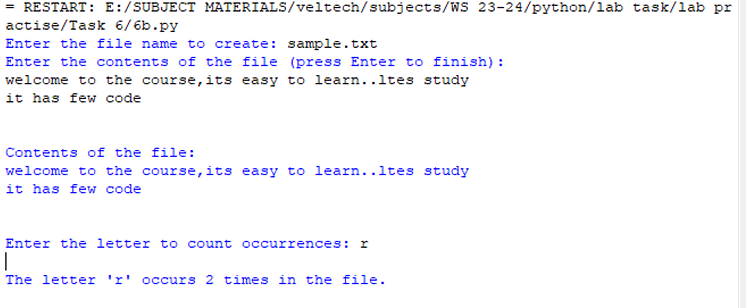 = RESTART: E:/SUBJECT MATERIALS/veltech/subjects/WS 23-24/python/lab task/lab pr
actise/Task 6/6b.py
Enter the file name to create: sample.txt
Enter the contents of the file (press Enter to finish):
welcome to the course,its easy to learn..ltes study
it has few code
Contents of the file:
welcome to the course,its easy to learn..ltes study
it has few code
Enter the letter to count occurrences: r
The letter 'r' occurs 2 times in the file.